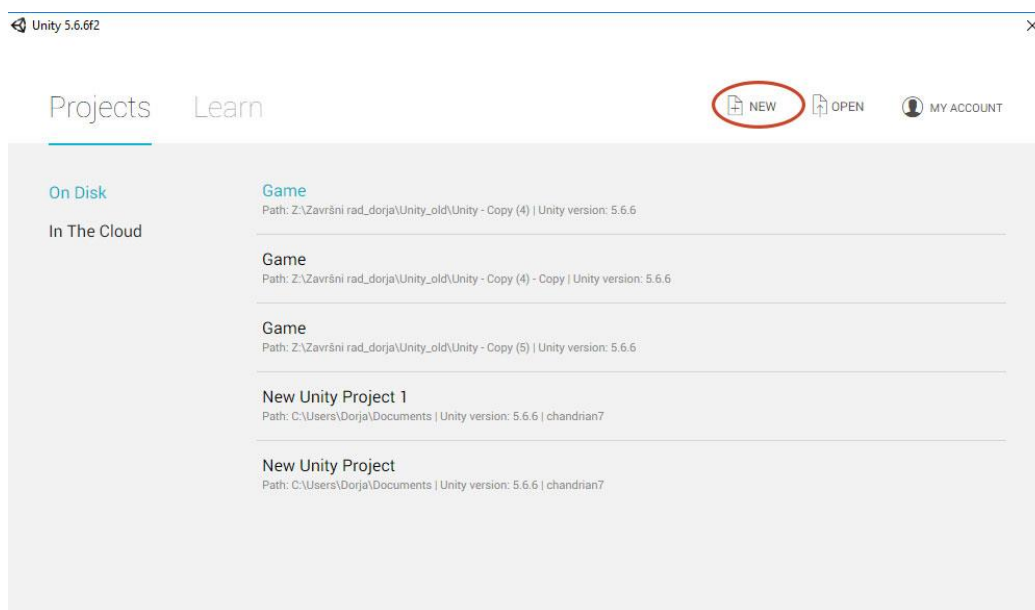 Unity 5.6.6f2
Projects Learn NEW OPEN MY ACCOUNT
On Disk
In The Cloud
Game
Path: Z:\Završni rad_dorja\Unity_old\Unity - Copy (4) | Unity version: 5.6.6
Game
Path: Z:\Završni rad_dorja\Unity_old\Unity - Copy (4) - Copy | Unity version: 5.6.6
Game
Path: Z:\Završni rad_dorja\Unity_old\Unity - Copy (5) | Unity version: 5.6.6
New Unity Project 1
Path: C:\Users\Dorja\Documents | Unity version: 5.6.6 | chandrian7
New Unity Project
Path: C:\Users\Dorja\Documents | Unity version: 5.6.6 | chandrian7